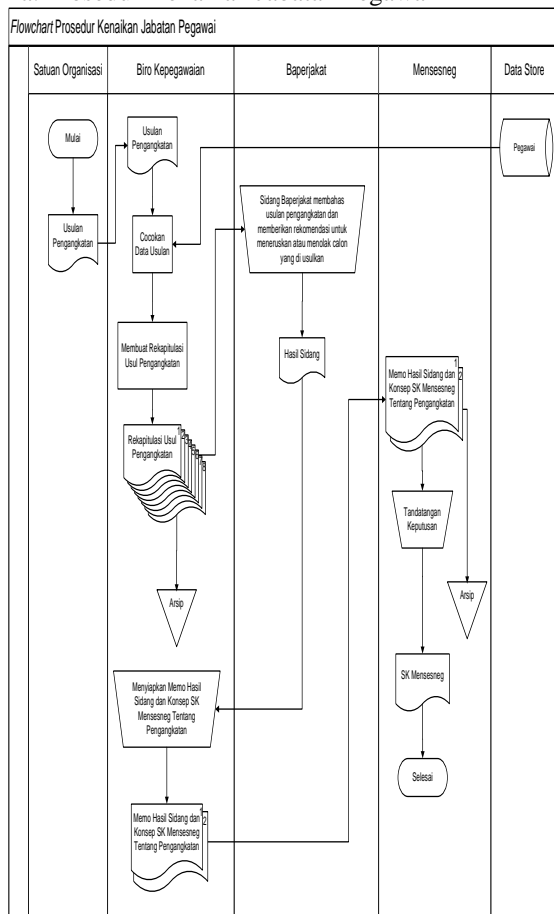 Flowchart Prosedur Kenaikan Jabatan Pegawai
Satuan Organisasi
Biro Kepegawaian
Baperjakat
Mensesneg
Data Store
Mulai
Usulan
Pengangkatan
Usulan
Pengangkatan
Cocokan
Data Usulan
Membuat Rekapitulasi
Usul Pengangkatan
Rekapitulasi Usul
Pengangkatan
1
2
Arsip
Menyiapkan Memo Hasil
Sidang dan Konsep SK
Mensesneg Tentang
Pengangkatan
Memo Hasil Sidang dan
Konsep SK Mensesneg
Tentang Pengangkatan
1
2
Sidang Baperjakat membahas
usulan pengangkatan dan
memberikan rekomendasi untuk
meneruskan atau menolak calon
yang di usulkan
Hasil Sidang
Memo Hasil Sidang dan
Konsep SK Mensesneg
Tentang Pengangkatan
1
2
Tandatangan
Keputusan
Arsip
SK Mensesneg
Selesai
Pegawai